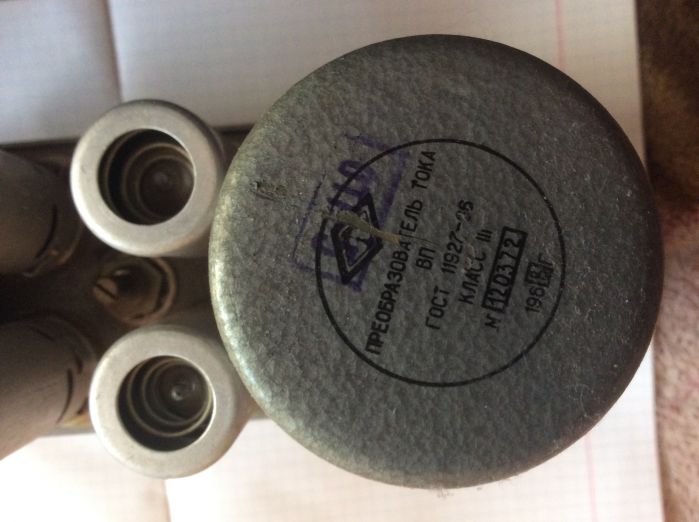 ПРЕОБРАЗОВАТЕЛЬ ТОКА
ВП
ГОСТ 11927-26
КЛАСС III
№ 120372
196 Г